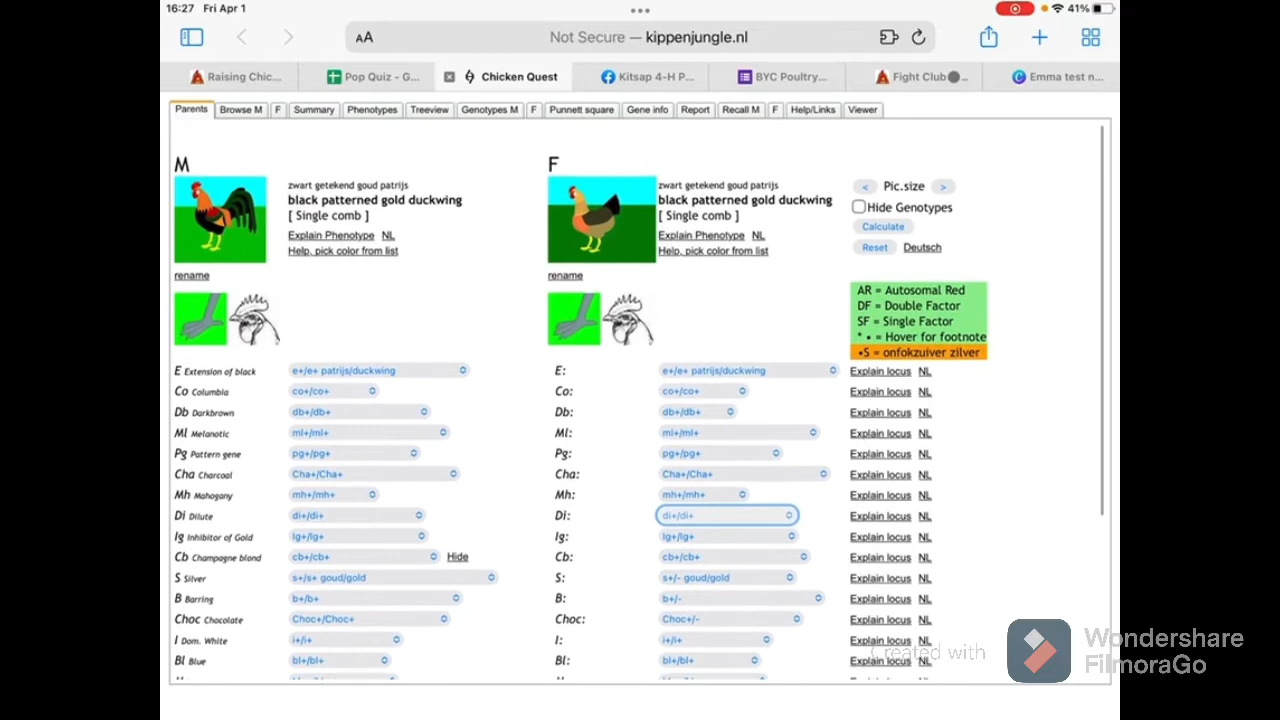 16:27 Fri Apr 1
41%
AA Not Secure — kippenjungle.nl
Raising Chic... Pop Quiz - G... Chicken Quest Kitsap 4-H P... BYC Poultry... Fight Club... Emma test n...
Parents Browse M F Summary Phenotypes Treeview Genotypes M F Punnett square Gene info Report Recall M F Help/Links Viewer
M F
zwart getekend goud patrijs zwart getekend goud patrijs < Pic.size >
black patterned gold duckwing black patterned gold duckwing Hide Genotypes
[ Single comb ] [ Single comb ] Calculate
Explain Phenotype NL Explain Phenotype NL
Help, pick color from list Help, pick color from list Reset Deutsch
rename rename
AR = Autosomal Red
DF = Double Factor
SF = Single Factor
* • = Hover for footnote
•S = onfokzuiver zilver
E Extension of black e+/e+ patrijs/duckwing E: e+/e+ patrijs/duckwing Explain locus NL
Co Columbia co+/co+ Co: co+/co+ Explain locus NL
Db Darkbrown db+/db+ Db: db+/db+ Explain locus NL
Ml Melanotic ml+/ml+ Ml: ml+/ml+ Explain locus NL
Pg Pattern gene pg+/pg+ Pg: pg+/pg+ Explain locus NL
Cha Charcoal Cha+/Cha+ Cha: Cha+/Cha+ Explain locus NL
Mh Mahogany mh+/mh+ Mh: mh+/mh+ Explain locus NL
Di Dilute di+/di+ Di: di+/di+ Explain locus NL
Ig Inhibitor of Gold Ig+/Ig+ Ig: Ig+/Ig+ Explain locus NL
Cb Champagne blond cb+/cb+ Hide Cb: cb+/cb+ Explain locus NL
S Silver s+/s+ goud/gold S: s+/- goud/gold Explain locus NL
B Barring b+/b+ B: b+/- Explain locus NL
Choc Chocolate Choc+/Choc+ Choc: Choc+/- Explain locus NL
I Dom. White i+/i+ I: i+/i+ Explain locus NL
Bl Blue bl+/bl+ Bl: bl+/bl+ Explain locus NL
Created with Wondershare
FilmoraGo